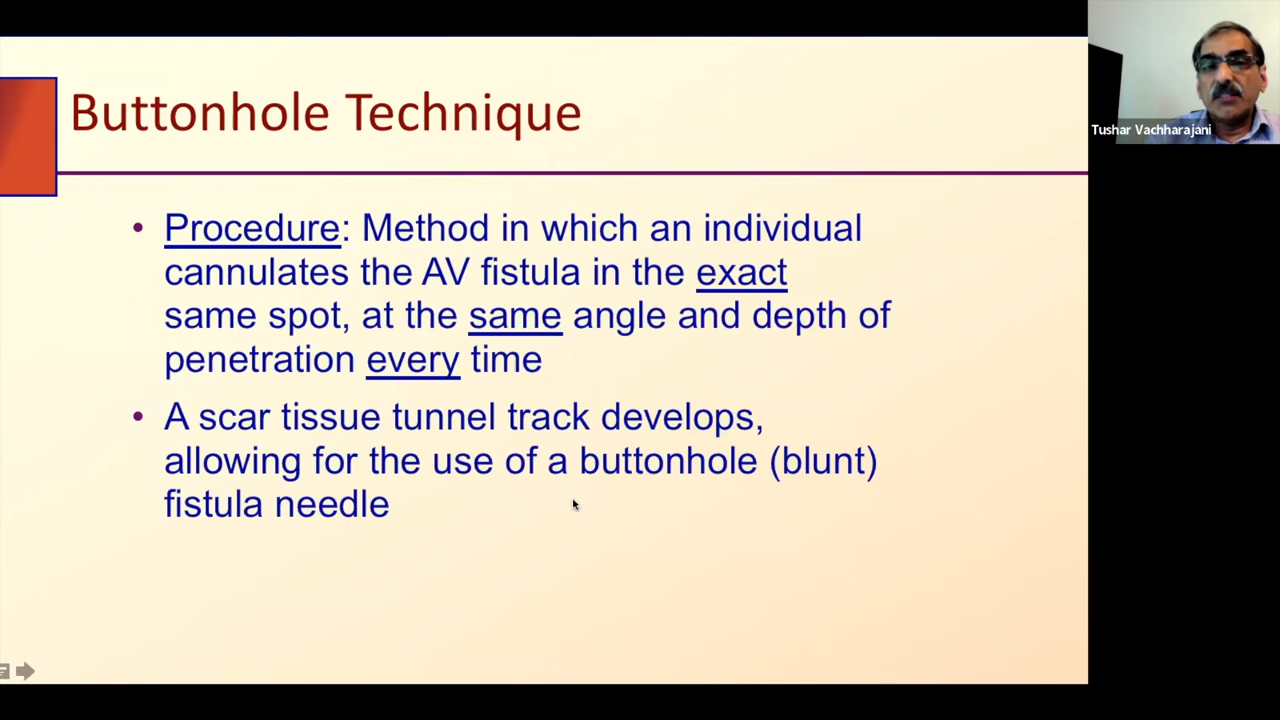 Buttonhole Technique
Tushar Vachharajani
• Procedure: Method in which an individual
cannulates the AV fistula in the exact
same spot, at the same angle and depth of
penetration every time
• A scar tissue tunnel track develops,
allowing for the use of a buttonhole (blunt)
fistula needle